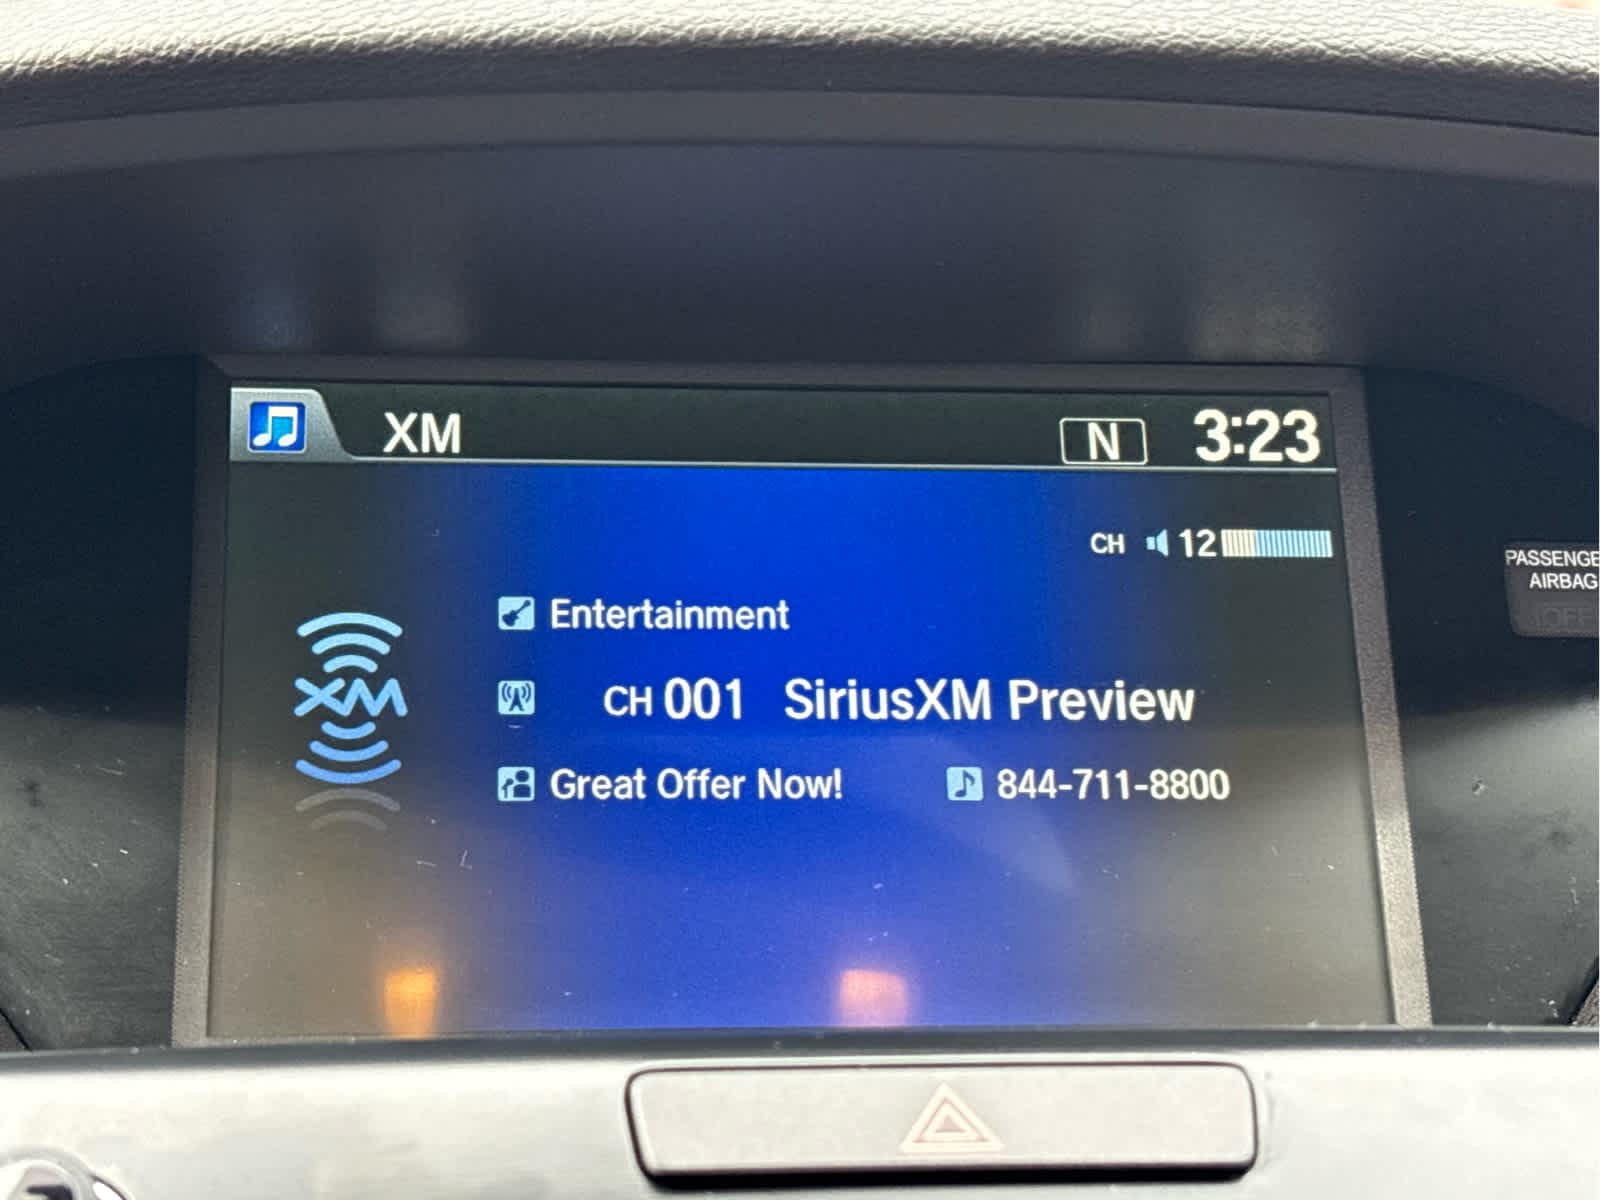 XM
N
3:23
CH 12
PASSENGE
AIRBAG
OFF
Entertainment
XM
CH 001 SiriusXM Preview
Great Offer Now!
844-711-8800